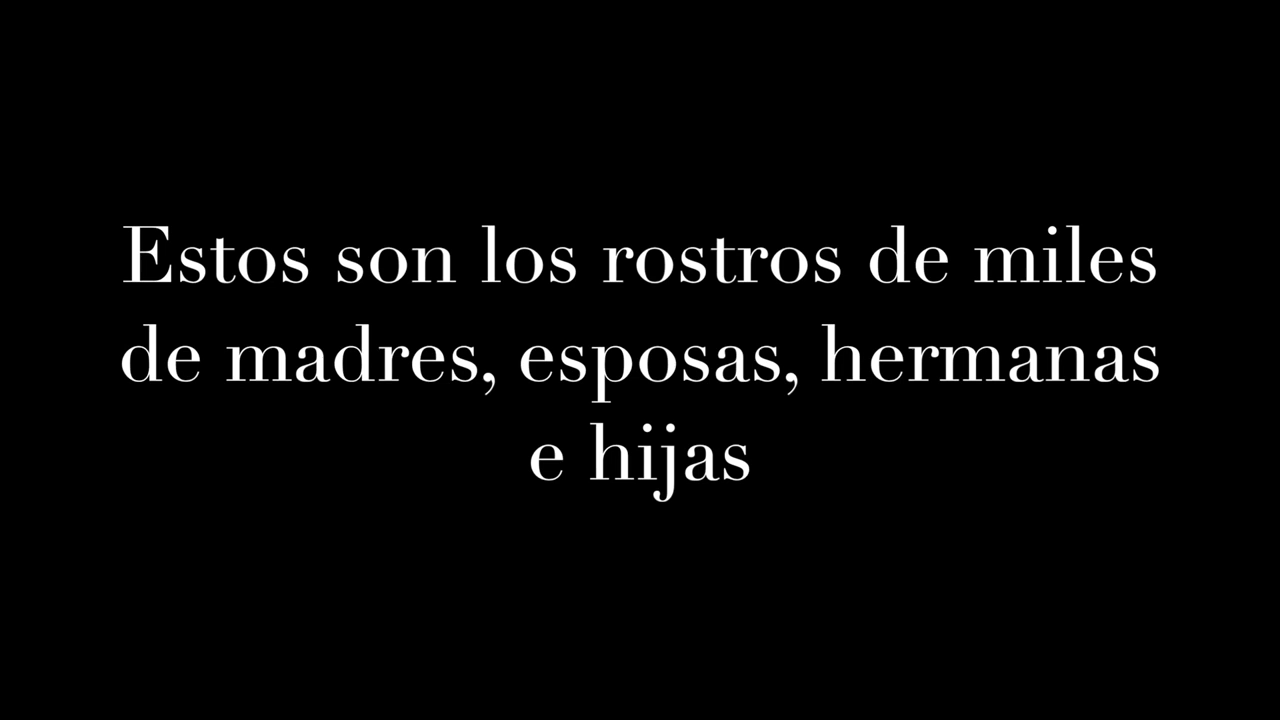 Estos son los rostros de miles
de madres, esposas, hermanas
e hijas